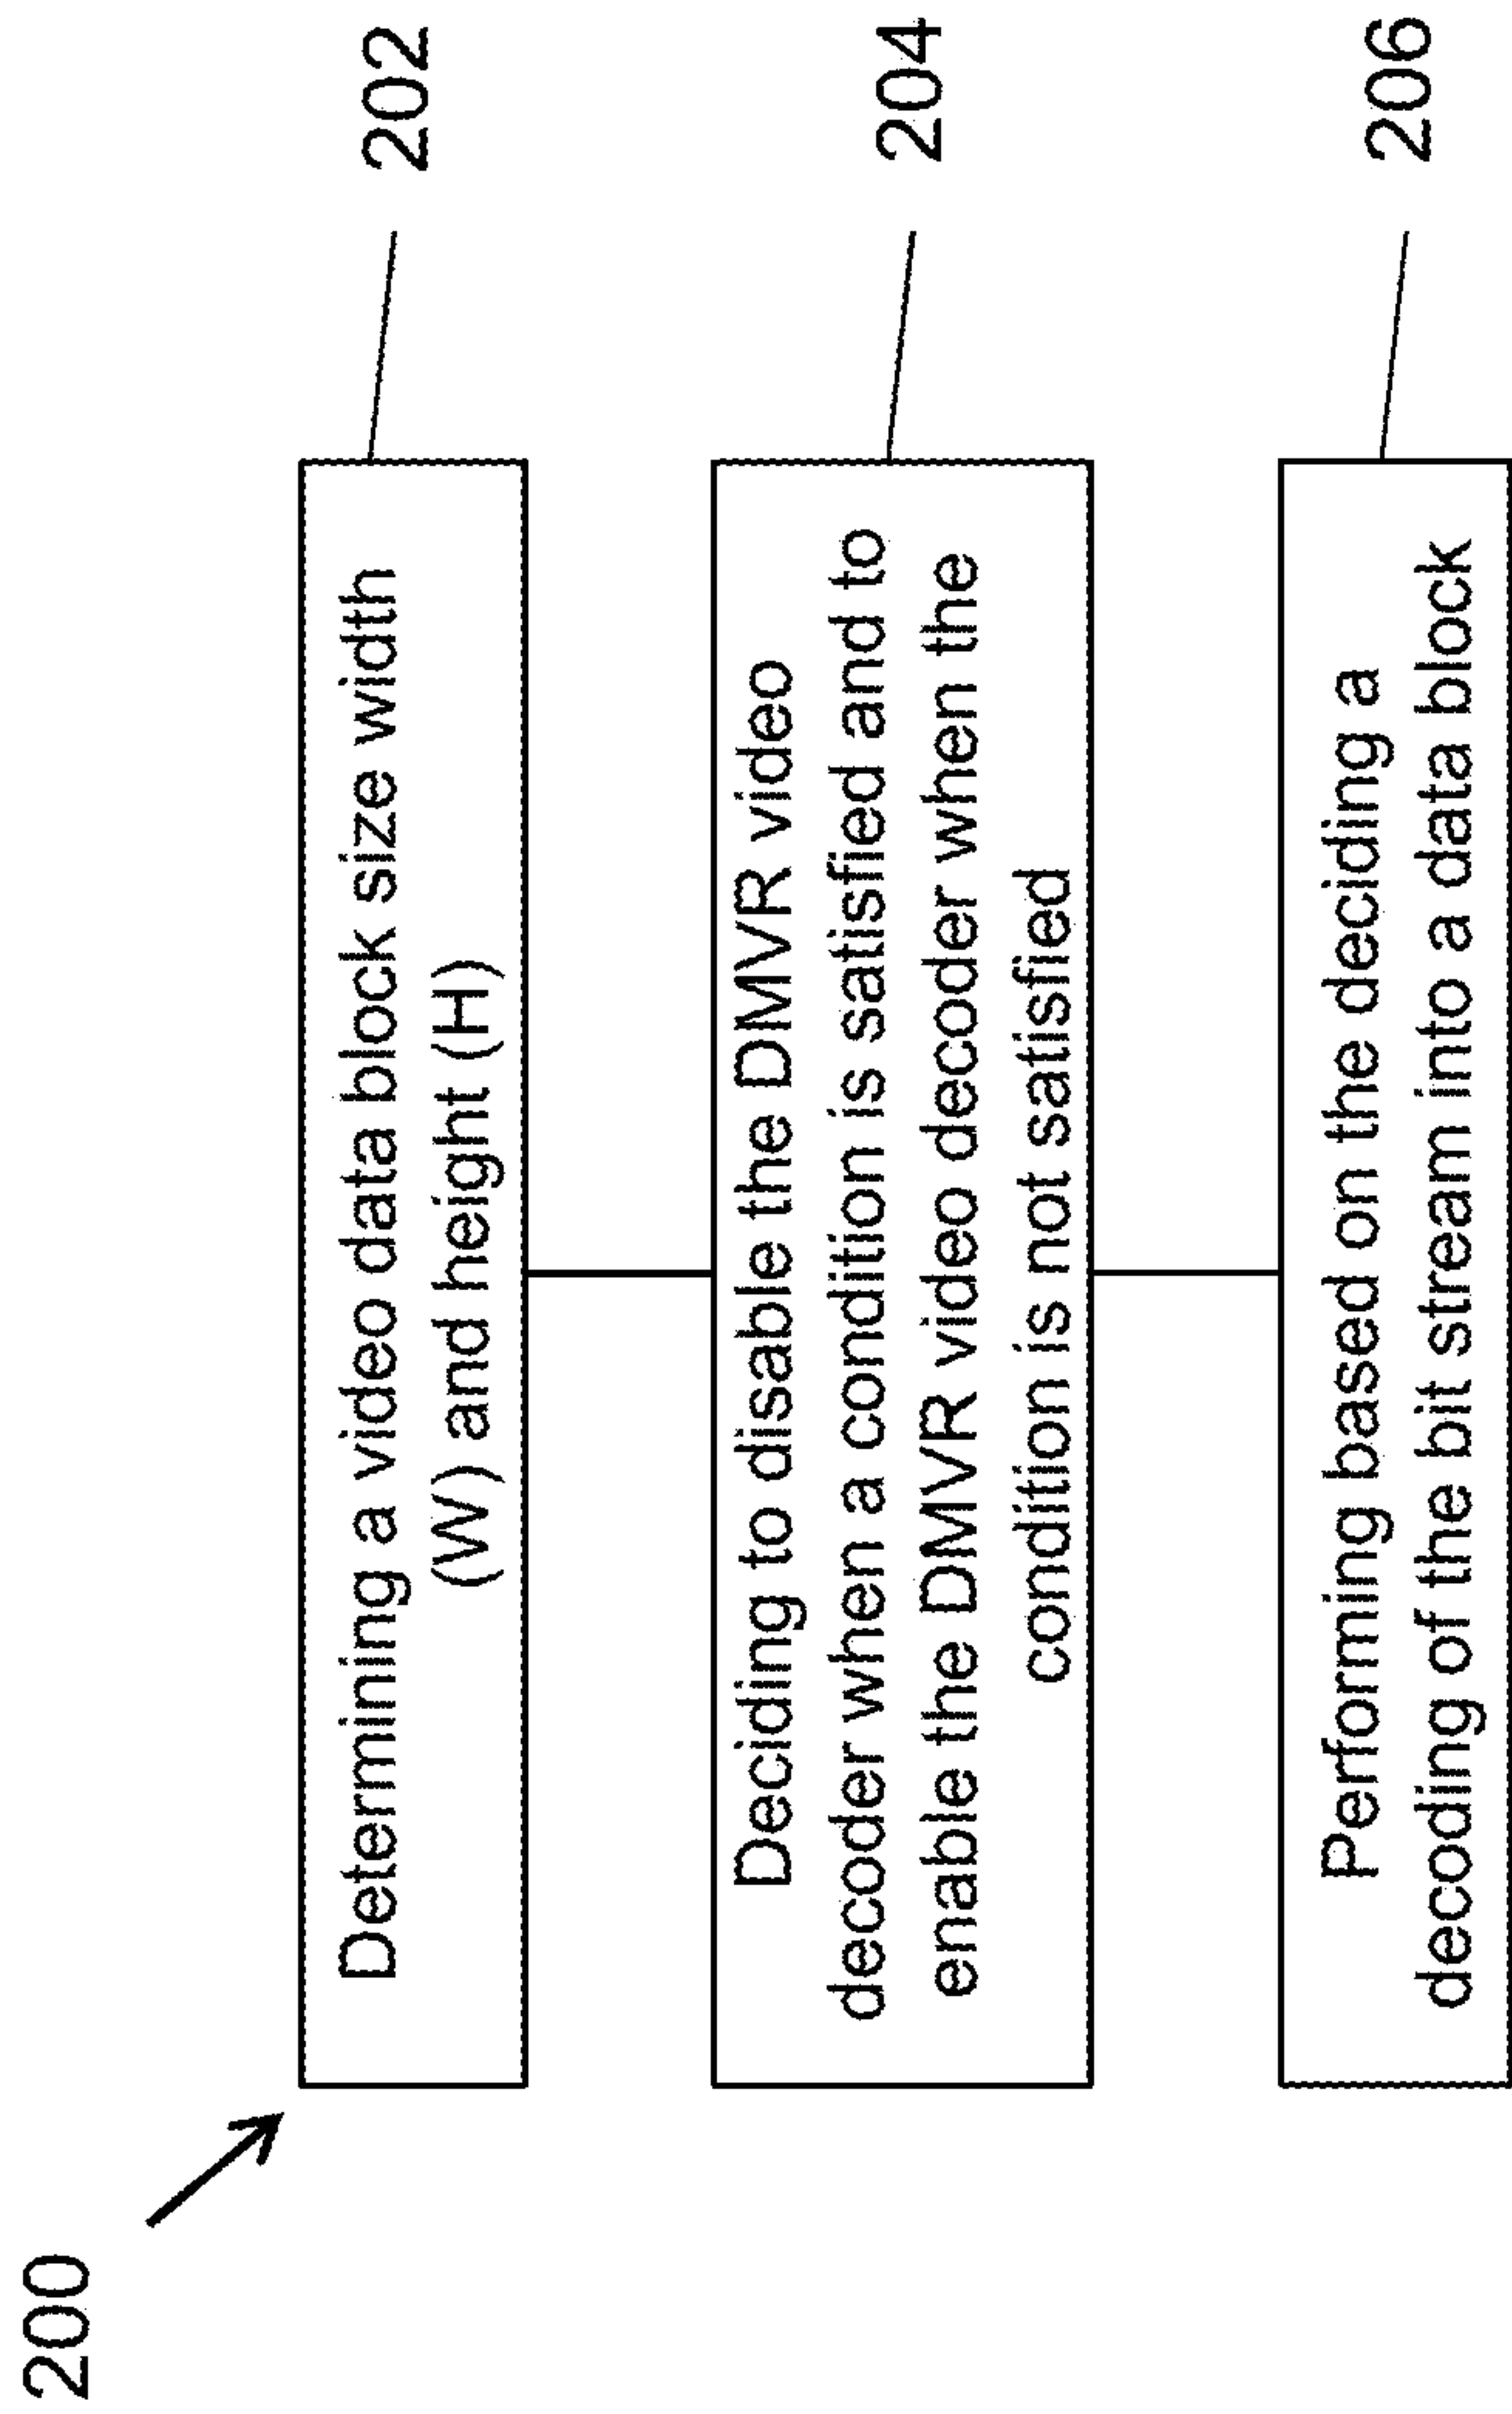 200
Determining a video data block size width
(W) and height (H)
202
Deciding to disable the DMVR video
decoder when a condition is satisfied and to
enable the DMVR video decoder when the
condition is not satisfied
204
Performing based on the deciding a
decoding of the bit stream into a data block
206